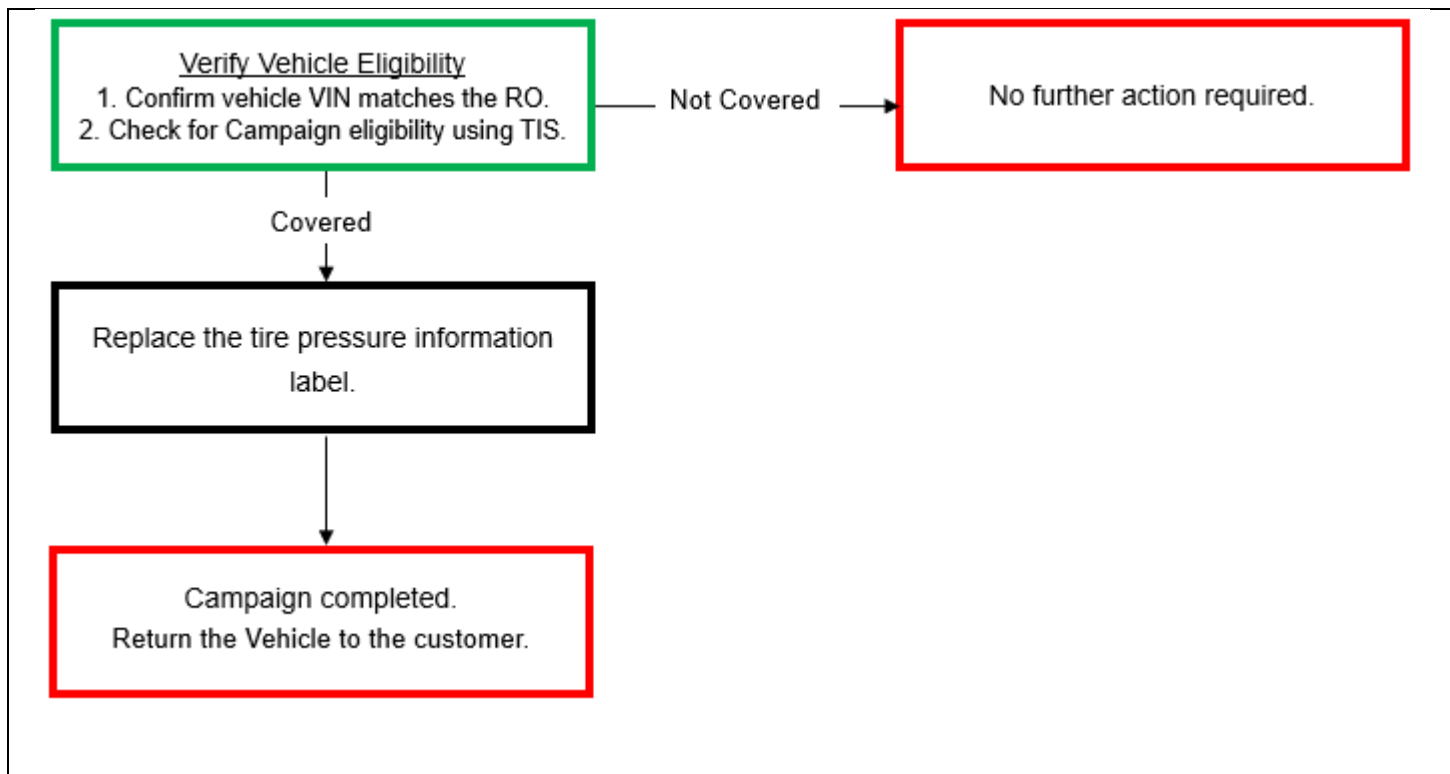 Verify Vehicle Eligibility
1. Confirm vehicle VIN matches the RO.
2. Check for Campaign eligibility using TIS.
Not Covered
No further action required.
Covered
Replace the tire pressure information
label.
Campaign completed.
Return the Vehicle to the customer.